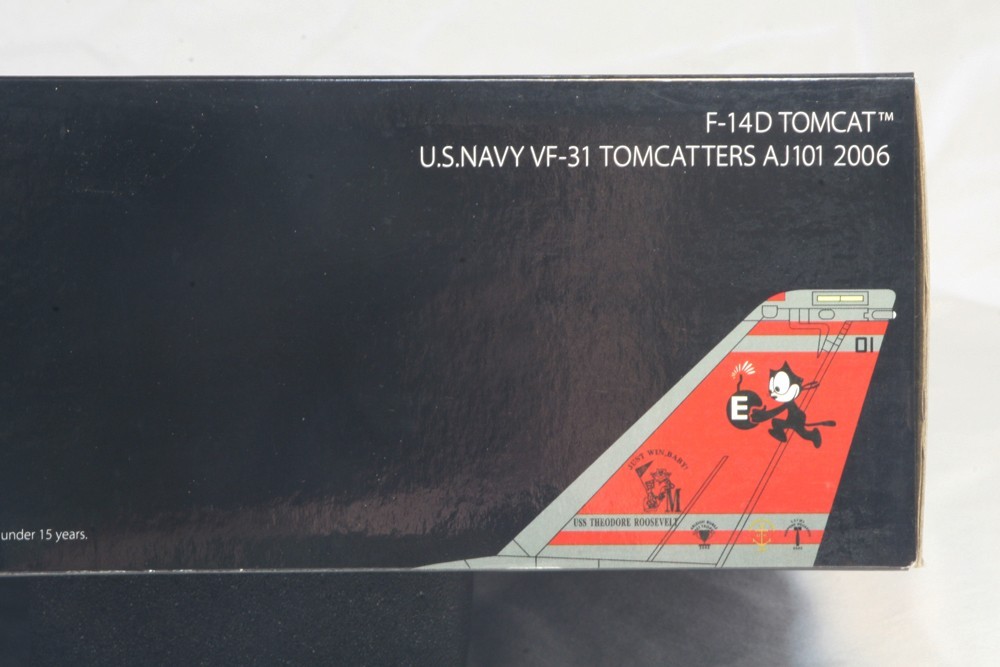 F-14D TOMCAT™
U.S.NAVY VF-31 TOMCATTERS AJ101 2006
01
E
JUST WIN, BABY!
M
USS THEODORE ROOSEVELT
under 15 years.